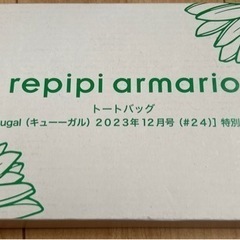 repipi armario
トートバッグ
ugal (キューーガル) 2023年12月号 (#24)] 特別